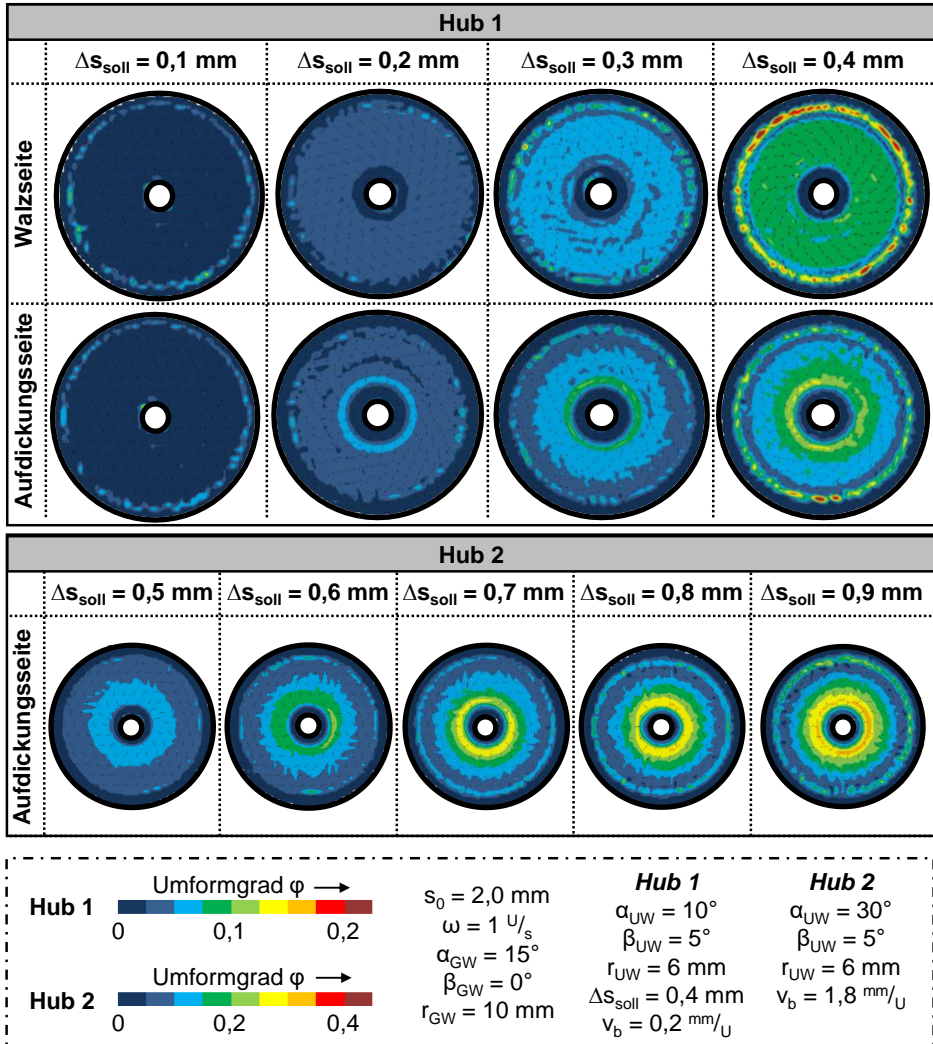 Hub 1
Δs_soll = 0,1 mm Δs_soll = 0,2 mm Δs_soll = 0,3 mm Δs_soll = 0,4 mm
Walzseite
Aufdickungsseite
Hub 2
Δs_soll = 0,5 mm Δs_soll = 0,6 mm Δs_soll = 0,7 mm Δs_soll = 0,8 mm Δs_soll = 0,9 mm
Aufdickungsseite
Umformgrad φ →
Hub 1
0 0,1 0,2
Umformgrad φ →
Hub 2
0 0,2 0,4
s₀ = 2,0 mm
ω = 1 U/s
α_GW = 15°
β_GW = 0°
r_GW = 10 mm
Hub 1
α_UW = 10°
β_UW = 5°
r_UW = 6 mm
Δs_soll = 0,4 mm
v_b = 0,2 mm/U
Hub 2
α_UW = 30°
β_UW = 5°
r_UW = 6 mm
v_b = 1,8 mm/U